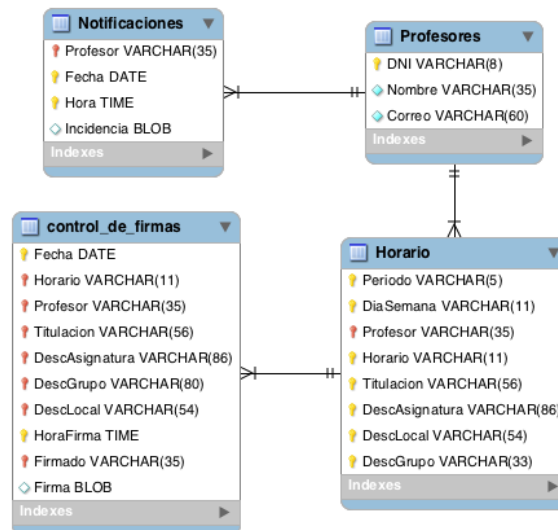 Notificaciones
Profesor VARCHAR(35)
Fecha DATE
Hora TIME
Incidencia BLOB
Indexes
Profesores
DNI VARCHAR(8)
Nombre VARCHAR(35)
Correo VARCHAR(60)
Indexes
control_de_firmas
Fecha DATE
Horario VARCHAR(11)
Profesor VARCHAR(35)
Titulacion VARCHAR(56)
DescAsignatura VARCHAR(86)
DescGrupo VARCHAR(80)
DescLocal VARCHAR(54)
HoraFirma TIME
Firmado VARCHAR(35)
Firma BLOB
Indexes
Horario
Periodo VARCHAR(5)
DiaSemana VARCHAR(11)
Profesor VARCHAR(35)
Horario VARCHAR(11)
Titulacion VARCHAR(56)
DescAsignatura VARCHAR(86)
DescLocal VARCHAR(54)
DescGrupo VARCHAR(33)
Indexes